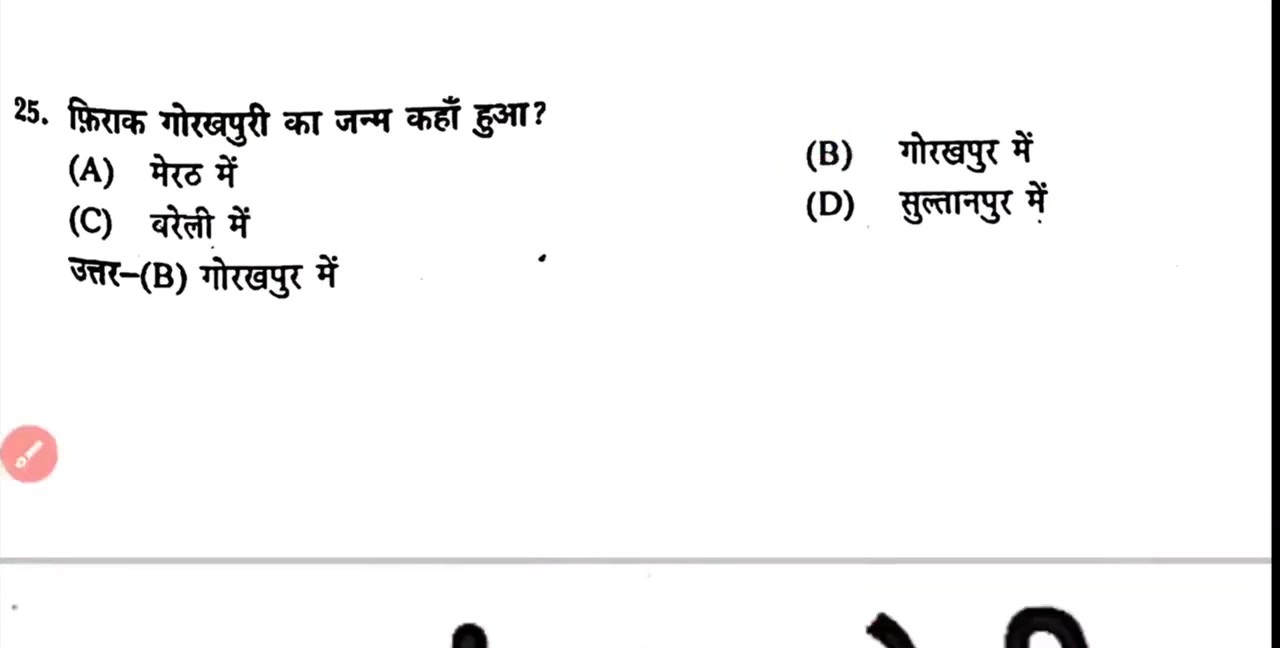 25. फ़िराक गोरखपुरी का जन्म कहाँ हुआ?
(A) मेरठ में
(B) गोरखपुर में
(C) बरेली में
(D) सुल्तानपुर में
उत्तर–(B) गोरखपुर में